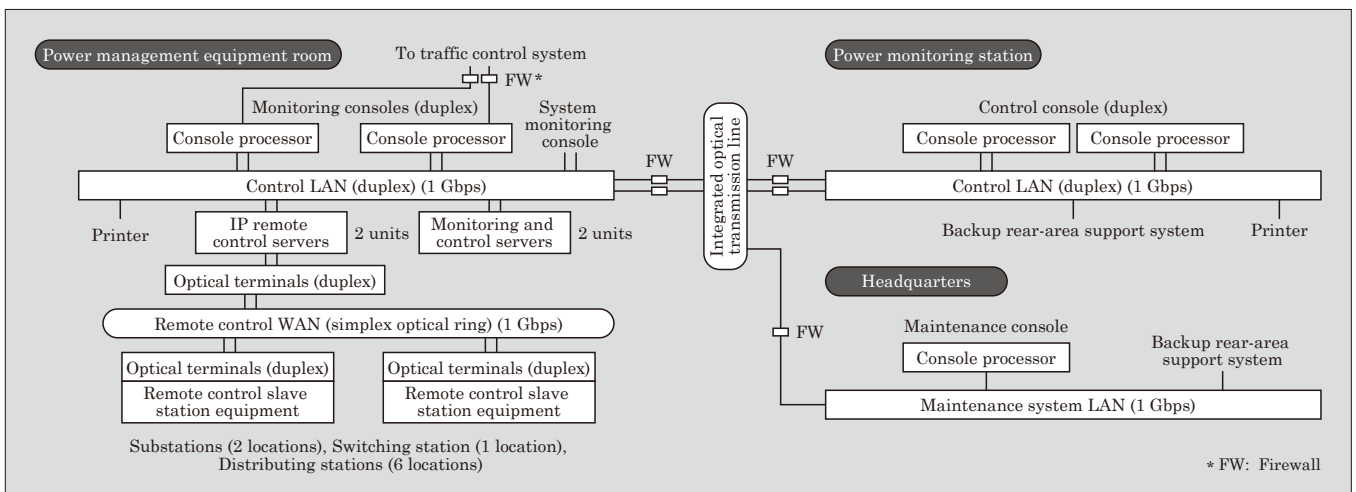 Power management equipment room
To traffic control system
FW*
Monitoring consoles (duplex)
System
monitoring
console
Console processor
Console processor
FW
Control LAN (duplex) (1 Gbps)
Printer
IP remote
control servers
2 units
Monitoring and
control servers
2 units
Optical terminals (duplex)
Remote control WAN (simplex optical ring) (1 Gbps)
Optical terminals (duplex)
Remote control slave
station equipment
Optical terminals (duplex)
Remote control slave
station equipment
Substations (2 locations), Switching station (1 location),
Distributing stations (6 locations)
Integrated optical
transmission line
Power monitoring station
Control console (duplex)
Console processor
Console processor
FW
Control LAN (duplex) (1 Gbps)
Backup rear-area support system
Printer
Headquarters
FW
Maintenance console
Console processor
Backup rear-area
support system
Maintenance system LAN (1 Gbps)
* FW: Firewall